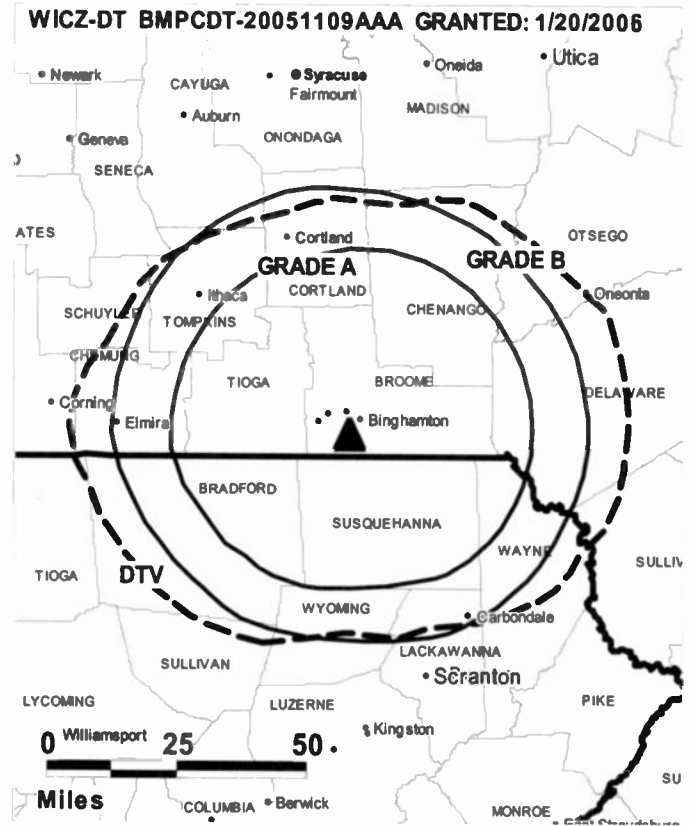 WICZ-DT BMPCDT-20051109AAA GRANTED: 1/20/2006
Newark
CAYUGA
Syracuse
Oneida
Utica
Fairmount
Auburn
MADISON
Geneva
ONONDAGA
SENECA
ATES
Cortland
OTSEGO
GRADE A
GRADE B
Ithaca
CORTLAND
Oneonta
SCHUYLER
TOMPKINS
CHENANGO
CHEMUNG
TIOGA
BROOME
DELAWARE
Corning
Elmira
Binghamton
BRADFORD
SUSQUEHANNA
WAYNE
SULLIV
TIOGA
DTV
WYOMING
Carbondale
LACKAWANNA
SULLIVAN
Scranton
LYCOMING
LUZERNE
PIKE
Williamsport
Kingston
0 25 50
Miles
COLUMBIA
Berwick
MONROE
SU